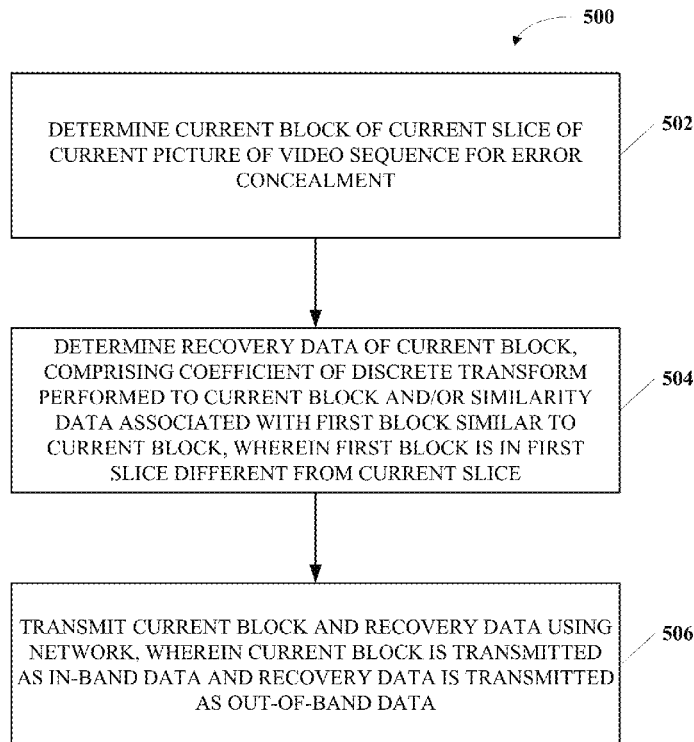 500
DETERMINE CURRENT BLOCK OF CURRENT SLICE OF
CURRENT PICTURE OF VIDEO SEQUENCE FOR ERROR
CONCEALMENT
502
DETERMINE RECOVERY DATA OF CURRENT BLOCK,
COMPRISING COEFFICIENT OF DISCRETE TRANSFORM
PERFORMED TO CURRENT BLOCK AND/OR SIMILARITY
DATA ASSOCIATED WITH FIRST BLOCK SIMILAR TO
CURRENT BLOCK, WHEREIN FIRST BLOCK IS IN FIRST
SLICE DIFFERENT FROM CURRENT SLICE
504
TRANSMIT CURRENT BLOCK AND RECOVERY DATA USING
NETWORK, WHEREIN CURRENT BLOCK IS TRANSMITTED
AS IN-BAND DATA AND RECOVERY DATA IS TRANSMITTED
AS OUT-OF-BAND DATA
506